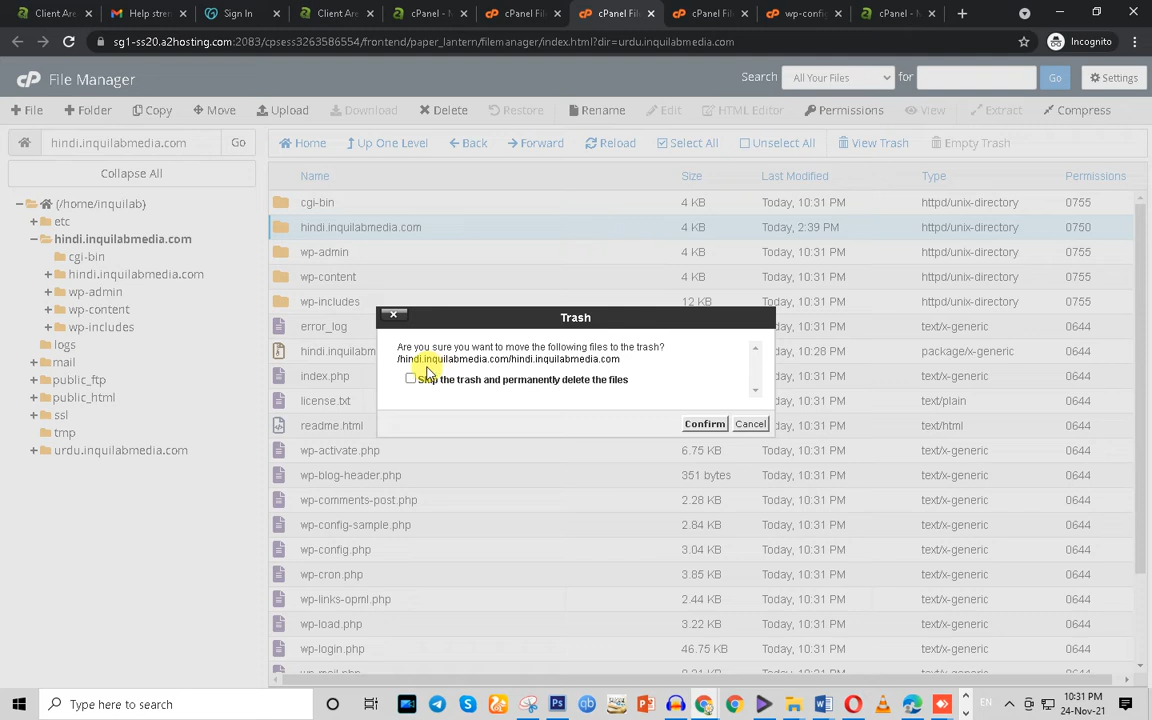 Client Are
Help stren
Sign In
Client Are
cPanel - M
cPanel File
cPanel File
cPanel File
wp-config
cPanel - M
sg1-ss20.a2hosting.com:2083/cpsess3263586554/frontend/paper_lantern/filemanager/index.html?dir=urdu.inquilabmedia.com
Incognito
cP File Manager
Search All Your Files for Go Settings
File Folder Copy Move Upload Download Delete Restore Rename Edit HTML Editor Permissions View Extract Compress
hindi.inquilabmedia.com Go
Home Up One Level Back Forward Reload Select All Unselect All View Trash Empty Trash
Collapse All
Name Size Last Modified Type Permissions
(/home/inquilab)
etc
hindi.inquilabmedia.com
cgi-bin
hindi.inquilabmedia.com
wp-admin
wp-content
wp-includes
logs
mail
public_ftp
public_html
ssl
tmp
urdu.inquilabmedia.com
cgi-bin 4 KB Today, 10:31 PM httpd/unix-directory 0755
hindi.inquilabmedia.com 4 KB Today, 2:39 PM httpd/unix-directory 0750
wp-admin 4 KB Today, 10:31 PM httpd/unix-directory 0755
wp-content 4 KB Today, 10:31 PM httpd/unix-directory 0755
wp-includes 12 KB Today, 10:31 PM httpd/unix-directory 0755
error_log 10:31 PM text/x-generic 0644
hindi.inquilabm 10:28 PM package/x-generic 0644
index.php 10:31 PM text/x-generic 0644
license.txt 10:31 PM text/plain 0644
readme.html 10:31 PM text/html 0644
wp-activate.php 6.75 KB Today, 10:31 PM text/x-generic 0644
wp-blog-header.php 351 bytes Today, 10:31 PM text/x-generic 0644
wp-comments-post.php 2.28 KB Today, 10:31 PM text/x-generic 0644
wp-config-sample.php 2.84 KB Today, 10:31 PM text/x-generic 0644
wp-config.php 3.04 KB Today, 10:31 PM text/x-generic 0644
wp-cron.php 3.85 KB Today, 10:31 PM text/x-generic 0644
wp-links-opml.php 2.44 KB Today, 10:31 PM text/x-generic 0644
wp-load.php 3.22 KB Today, 10:31 PM text/x-generic 0644
wp-login.php 46.75 KB Today, 10:31 PM text/x-generic 0644
Trash
Are you sure you want to move the following files to the trash?
/hindi.inquilabmedia.com/hindi.inquilabmedia.com
Skip the trash and permanently delete the files
Confirm Cancel
Type here to search
EN
10:31 PM
24-Nov-21